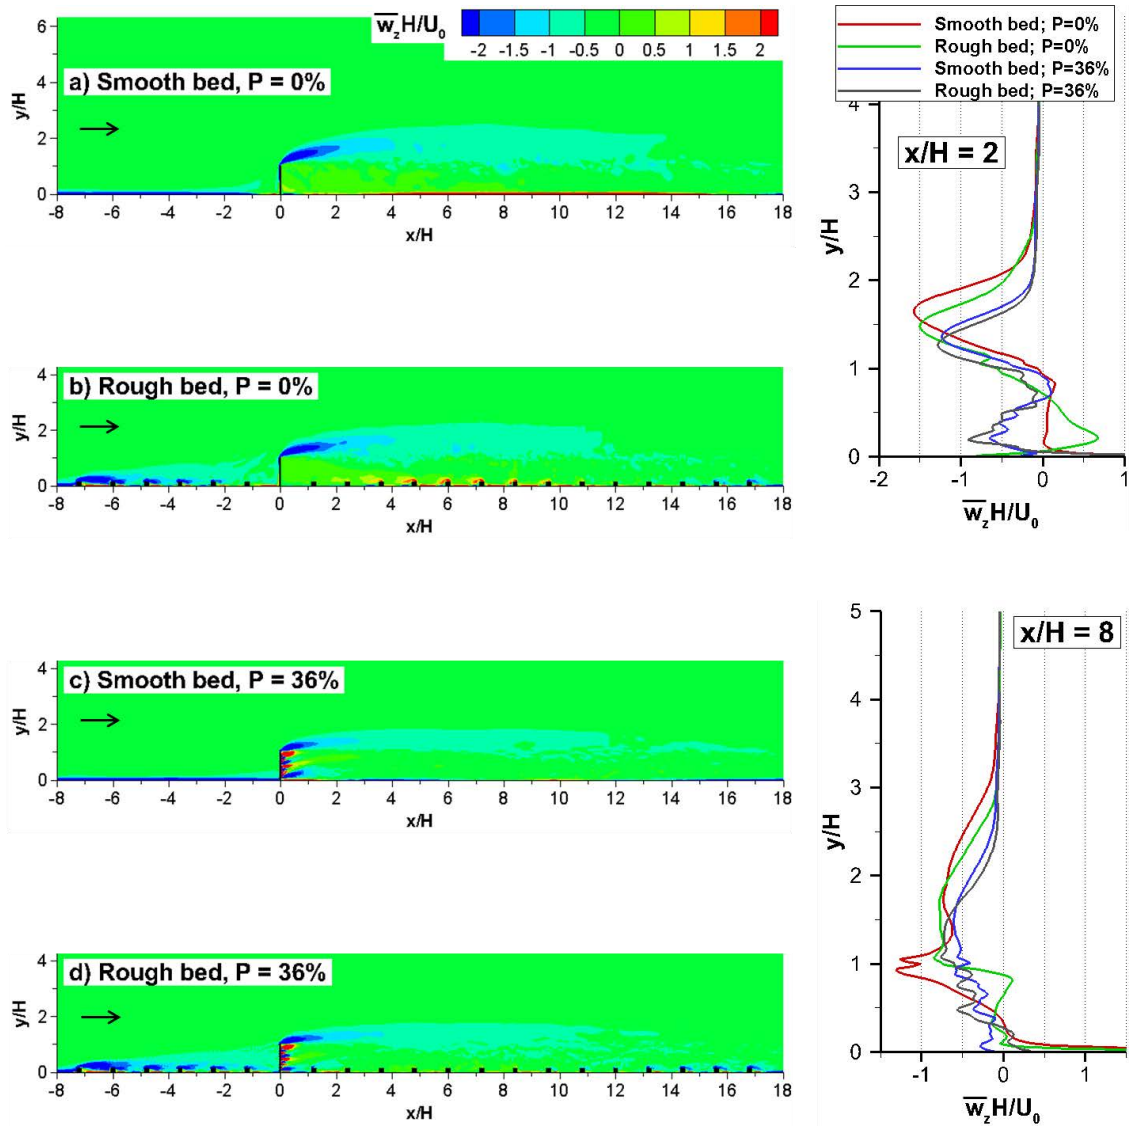 w̅zH/U0
-2 -1.5 -1 -0.5 0 0.5 1 1.5 2
a) Smooth bed, P = 0%
y/H
6
4
2
0
-8 -6 -4 -2 0 2 4 6 8 10 12 14 16 18
x/H
b) Rough bed, P = 0%
y/H
4
2
0
-8 -6 -4 -2 0 2 4 6 8 10 12 14 16 18
x/H
c) Smooth bed, P = 36%
y/H
4
2
0
-8 -6 -4 -2 0 2 4 6 8 10 12 14 16 18
x/H
d) Rough bed, P = 36%
y/H
4
2
0
-8 -6 -4 -2 0 2 4 6 8 10 12 14 16 18
x/H
Smooth bed; P=0%
Rough bed; P=0%
Smooth bed; P=36%
Rough bed; P=36%
x/H = 2
y/H
4
3
2
1
0
-2 -1 0 1
w̅zH/U0
x/H = 8
y/H
5
4
3
2
1
0
-1 0 1
w̅zH/U0